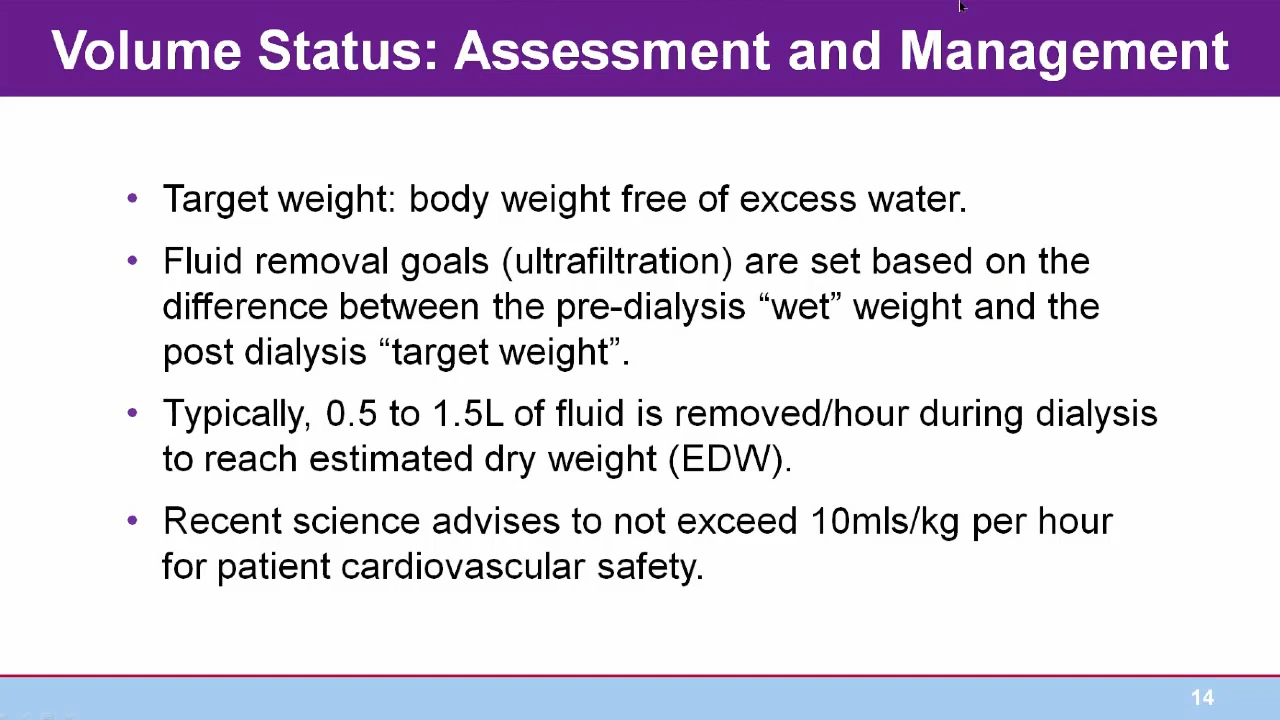 Volume Status: Assessment and Management
• Target weight: body weight free of excess water.
• Fluid removal goals (ultrafiltration) are set based on the
difference between the pre-dialysis “wet” weight and the
post dialysis “target weight”.
• Typically, 0.5 to 1.5L of fluid is removed/hour during dialysis
to reach estimated dry weight (EDW).
• Recent science advises to not exceed 10mls/kg per hour
for patient cardiovascular safety.
14